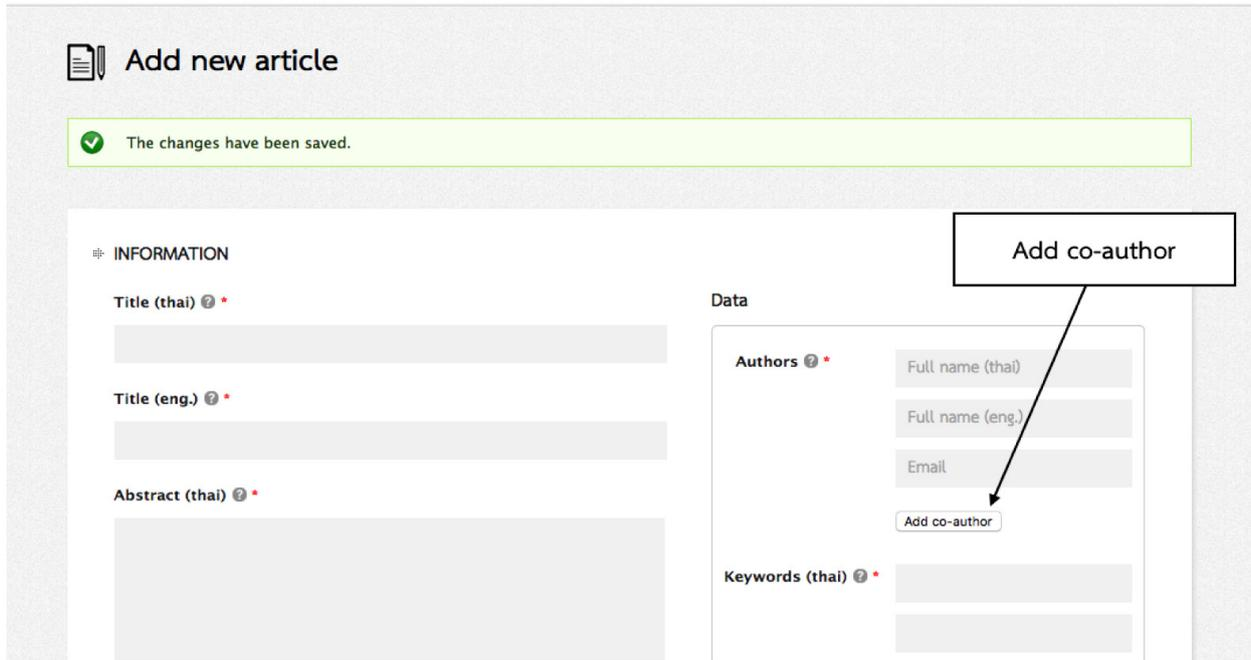 Add new article
The changes have been saved.
INFORMATION
Title (thai) ? *
Title (eng.) ? *
Abstract (thai) ? *
Add co-author
Data
Authors ? *
Full name (thai)
Full name (eng.)
Email
Add co-author
Keywords (thai) ? *